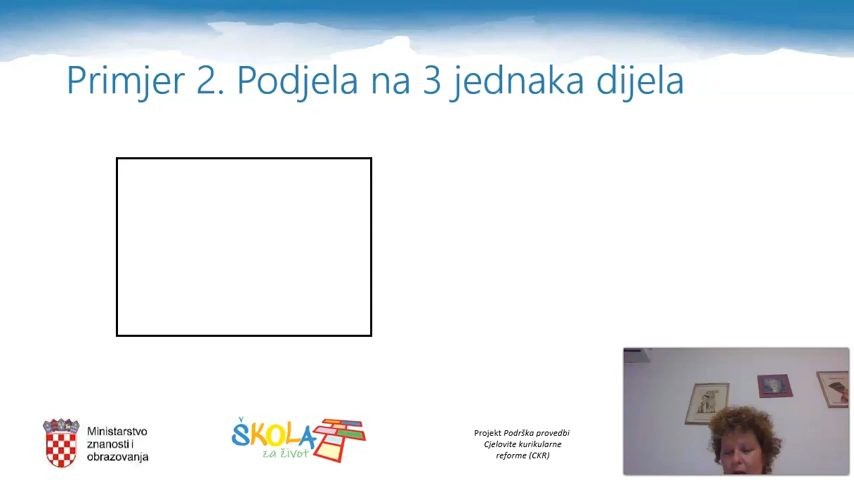 Primjer 2. Podjela na 3 jednaka dijela
Ministarstvo
znanosti i
obrazovanja
ŠKOLA
za život
Projekt Podrška provedbi
Cjelovite kurikularne
reforme (CKR)